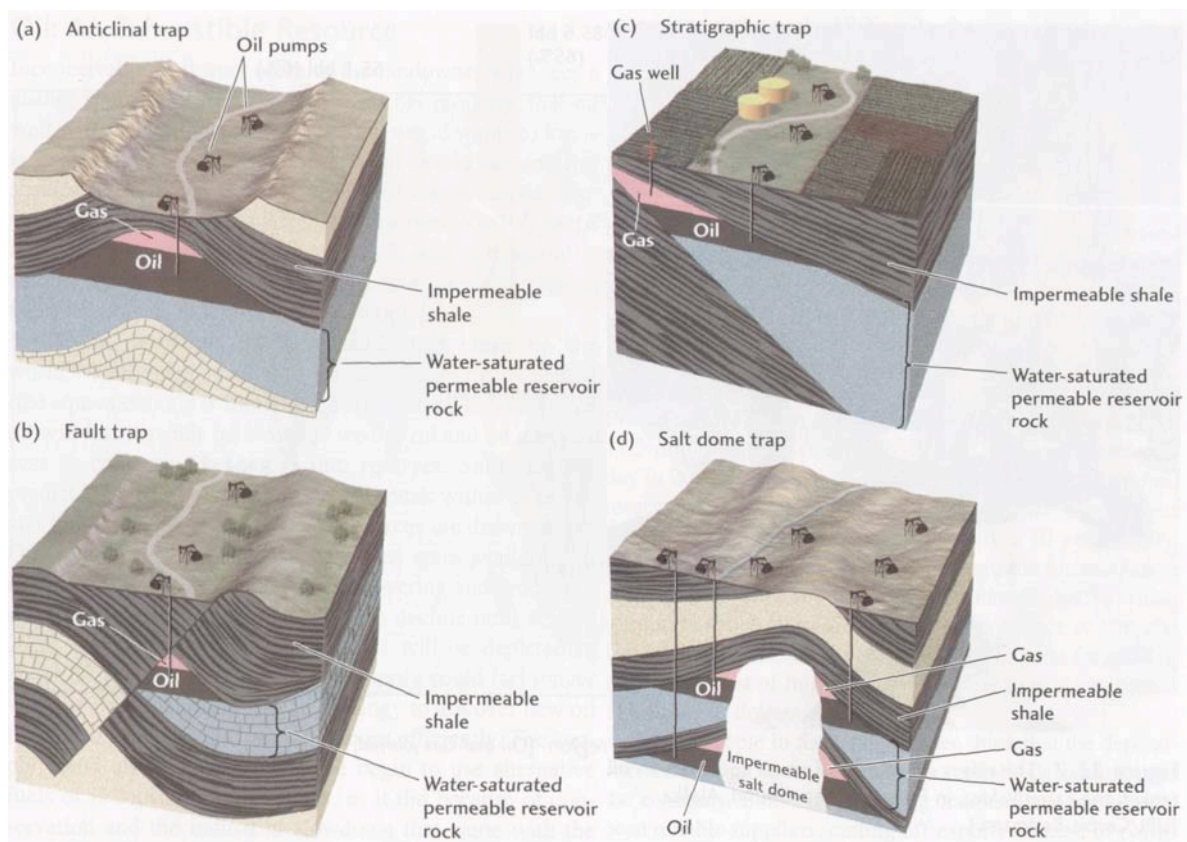 (a) Anticlinal trap
Oil pumps
Gas
Oil
Impermeable
shale
Water-saturated
permeable reservoir
rock
(b) Fault trap
Gas
Oil
Impermeable
shale
Water-saturated
permeable reservoir
rock
(c) Stratigraphic trap
Gas well
Gas
Oil
Impermeable shale
Water-saturated
permeable reservoir
rock
(d) Salt dome trap
Oil
Gas
Impermeable
shale
Gas
Impermeable
salt dome
Water-saturated
permeable reservoir
rock
Oil